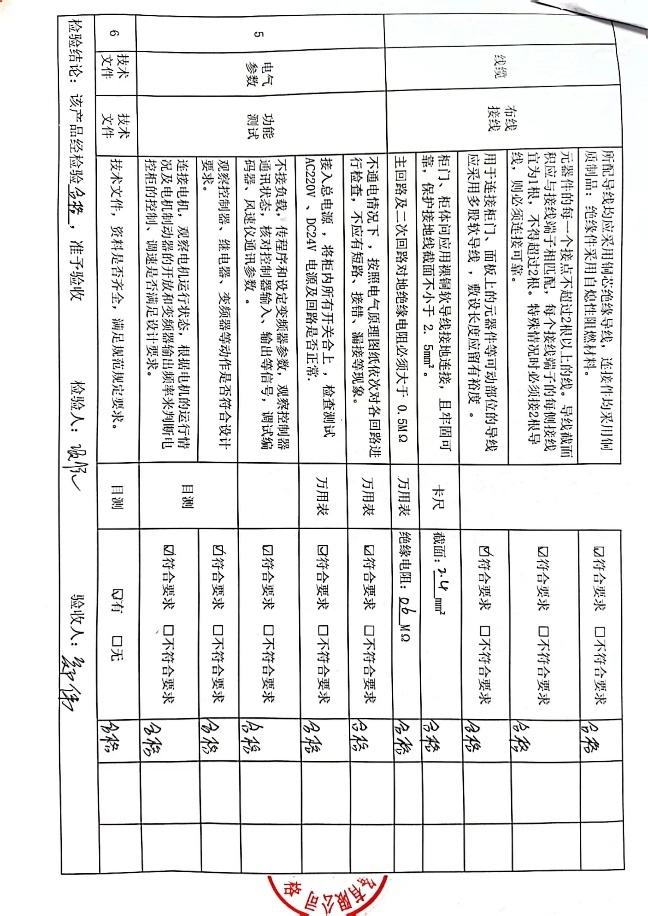 线缆
布线
接线
所配导线均应采用铜芯绝缘导线，连接件均采用铜
质制品；绝缘件采用自熄性阻燃材料。
☑符合要求 □不符合要求
合格
元器件的每一个接点不超过2根以上的线。导线截面
积应与接线端子相匹配，每个接线端子的每侧接线
宜为1根，不得超过2根。特殊情况时必须接2根导
线，则必须连接可靠。
☑符合要求 □不符合要求
合格
用于连接柜门、面板上的元器件等可动部位的导线
应采用多股软导线，敷设长度应留有裕度。
☑符合要求 □不符合要求
合格
柜门、柜体间应用裸铜软导线接地连接，且牢固可
靠，保护接地线截面不小于 2．5mm²。
卡尺
截面：2.4 mm²
合格
主回路及二次回路对地绝缘电阻必须大于 0.5MΩ
万用表
绝缘电阻：0.6 MΩ
合格
5
电气
参数
功能
测试
不通电情况下，按照电气原理图纸依次对各回路进
行检查，不应有短路、接错、漏接等现象。
万用表
☑符合要求 □不符合要求
合格
接入总电源，将柜内所有开关合上，检查测试
AC220V 、DC24V 电源及回路是否正常.
万用表
☑符合要求 □不符合要求
合格
不接负载，传程序和设定变频器参数，观察控制器
通讯状态，核对控制器输入、输出等信号，调试编
码器、风速仪通讯参数 。
☑符合要求 □不符合要求
合格
观察控制器、继电器、变频器等动作是否符合设计
要求。
目测
☑符合要求 □不符合要求
合格
连接电机，观察电机运行状态，根据电机的运行情
况及电机制动器的开放和变频器输出频率来判断电
控柜的控制、调速是否满足设计要求。
☑符合要求 □不符合要求
合格
6
技术
文件
技术
文件
技术文件，资料是否齐全，满足规范规定要求。
目测
☑有 □无
合格
检验结论：该产品经检验 合格 ，准予验收 检验人： 验收人：
有限公司
格